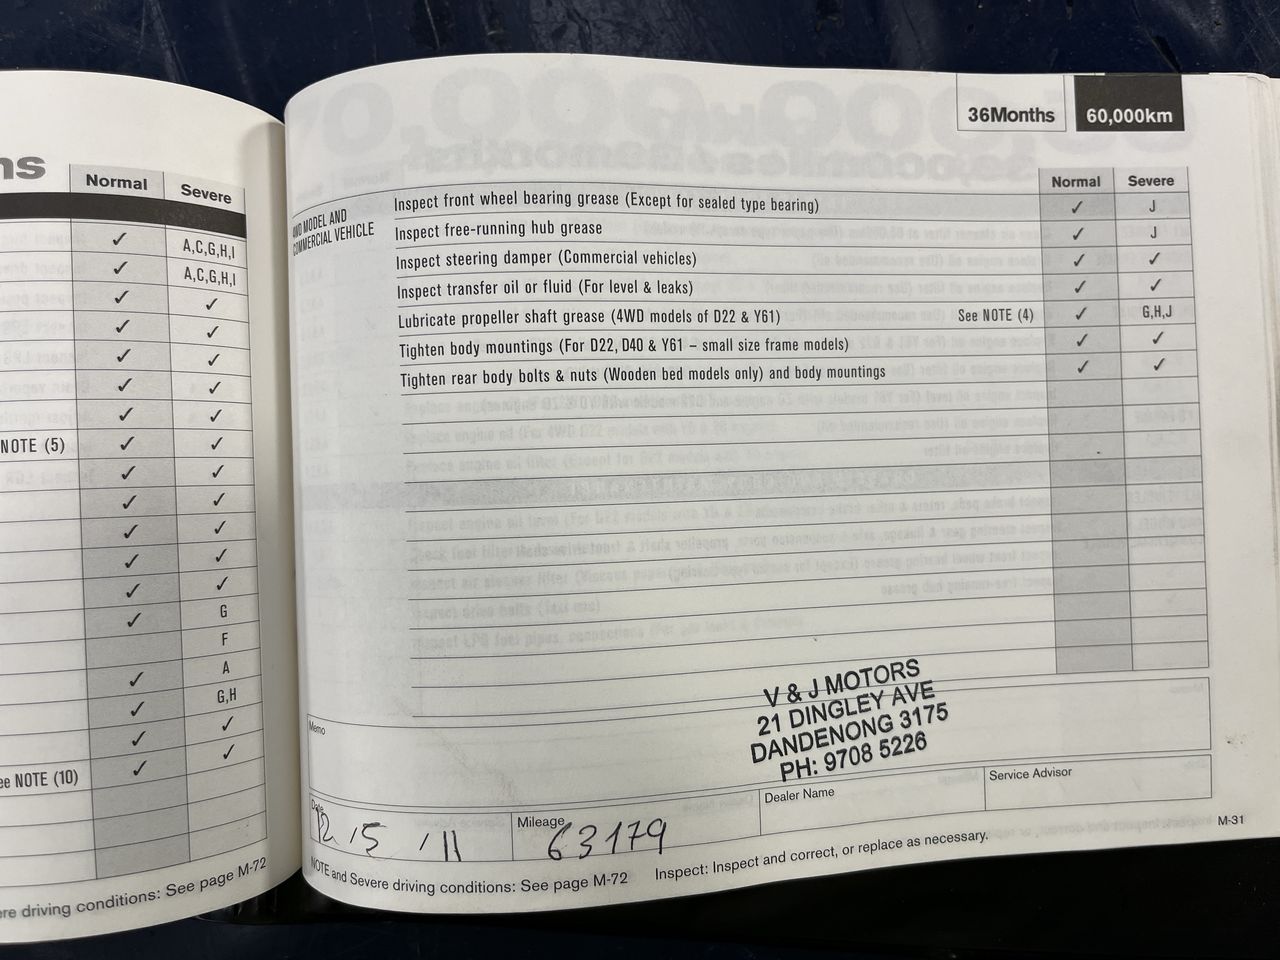 ns
Normal Severe
✓ A,C,G,H,I
✓ A,C,G,H,I
✓ ✓
✓ ✓
✓ ✓
✓ ✓
✓ ✓
NOTE (5) ✓ ✓
✓ ✓
✓ ✓
✓ ✓
✓ ✓
✓ ✓
✓ G
F
✓ A
✓ G,H
✓ ✓
ee NOTE (10) ✓ ✓
ere driving conditions: See page M-72
36Months 60,000km
Normal Severe
4WD MODEL AND
COMMERCIAL VEHICLE
Inspect front wheel bearing grease (Except for sealed type bearing) ✓ J
Inspect free-running hub grease ✓ J
Inspect steering damper (Commercial vehicles) ✓ ✓
Inspect transfer oil or fluid (For level & leaks) ✓ ✓
Lubricate propeller shaft grease (4WD models of D22 & Y61) See NOTE (4) ✓ G,H,J
Tighten body mountings (For D22, D40 & Y61 – small size frame models) ✓ ✓
Tighten rear body bolts & nuts (Wooden bed models only) and body mountings ✓ ✓
Memo
V & J MOTORS
21 DINGLEY AVE
DANDENONG 3175
PH: 9708 5226
Date 12 /5 /11 Mileage 63179 Dealer Name Service Advisor
NOTE and Severe driving conditions: See page M-72 Inspect: Inspect and correct, or replace as necessary. M-31